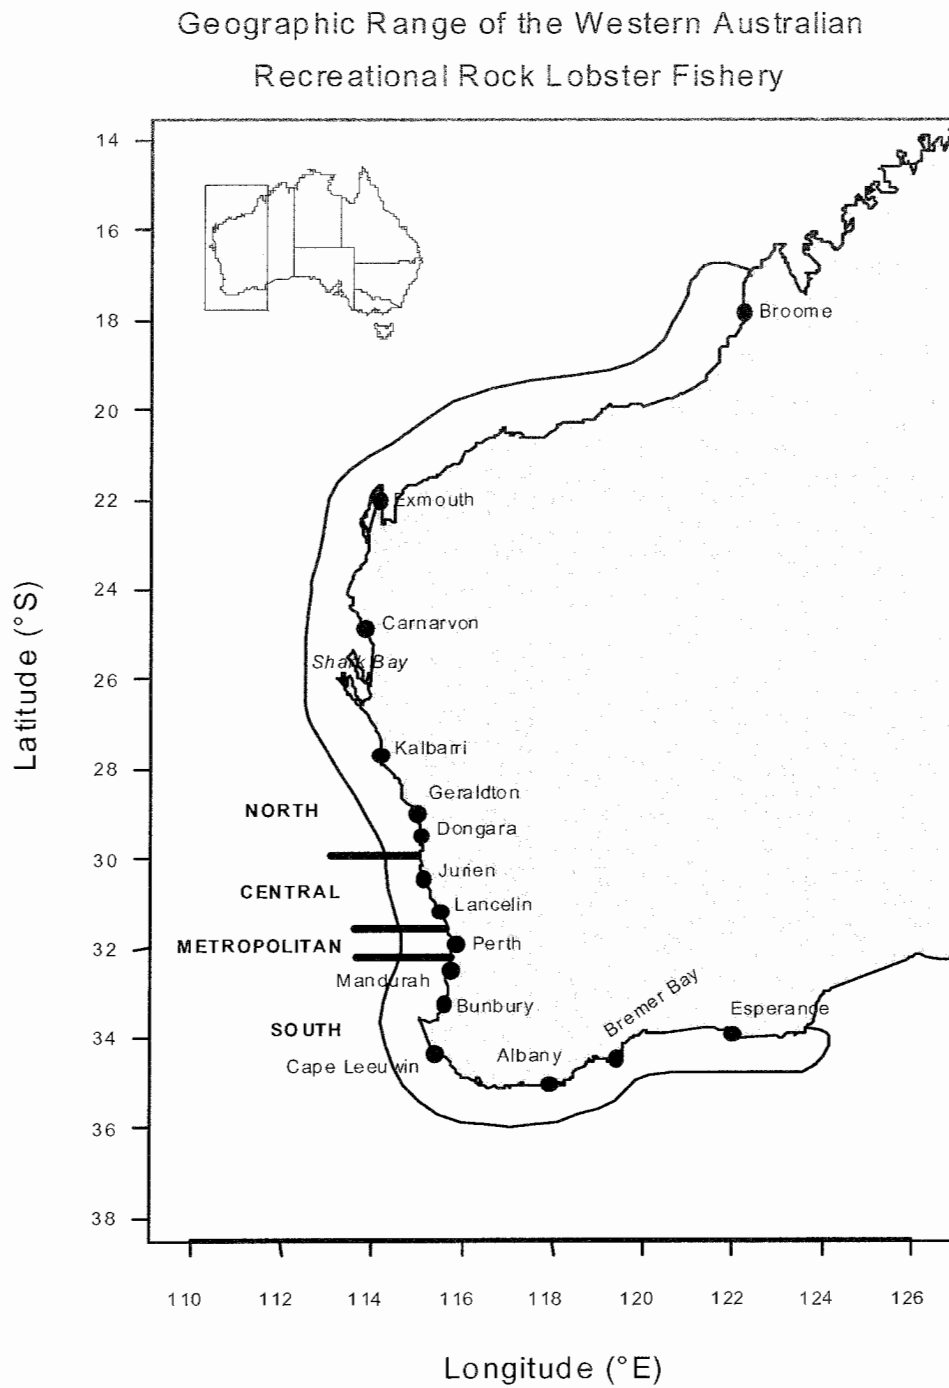 Geographic Range of the Western Australian
Recreational Rock Lobster Fishery
14
16
18
20
22
24
26
28
30
32
34
36
38
Latitude (°S)
Broome
Exmouth
Carnarvon
Shark Bay
Kalbarri
Geraldton
NORTH
Dongara
Jurien
CENTRAL
Lancelin
METROPOLITAN
Perth
Mandurah
Bunbury
Bremer Bay
Esperance
SOUTH
Albany
Cape Leeuwin
110 112 114 116 118 120 122 124 126
Longitude (°E)